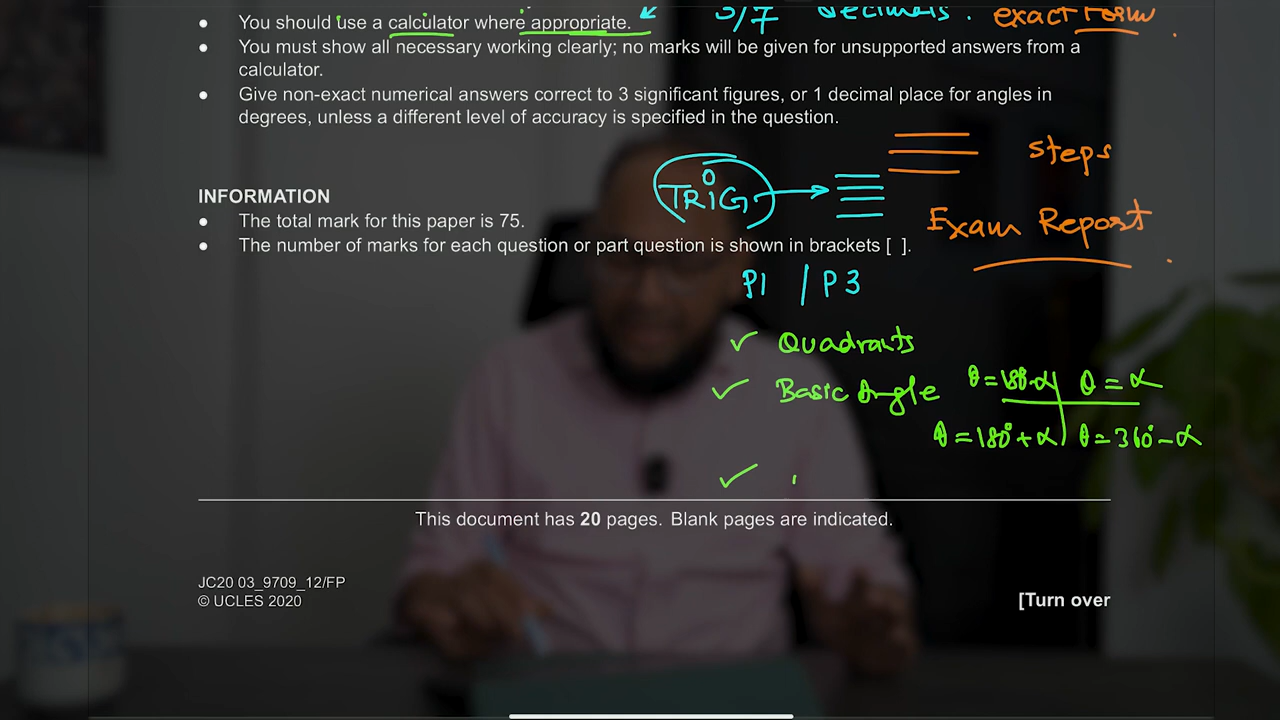 • You should use a calculator where appropriate. 5/7 decimals. exact form
• You must show all necessary working clearly; no marks will be given for unsupported answers from a
calculator.
• Give non-exact numerical answers correct to 3 significant figures, or 1 decimal place for angles in
degrees, unless a different level of accuracy is specified in the question.
steps
TRIG
INFORMATION
• The total mark for this paper is 75.
Exam Report
• The number of marks for each question or part question is shown in brackets [ ].
P1 / P3
✓ Quadrants
✓ Basic Angle
θ=180-α θ=α
θ=180°+α θ=360°-α
✓
This document has 20 pages. Blank pages are indicated.
JC20 03_9709_12/FP
© UCLES 2020
[Turn over